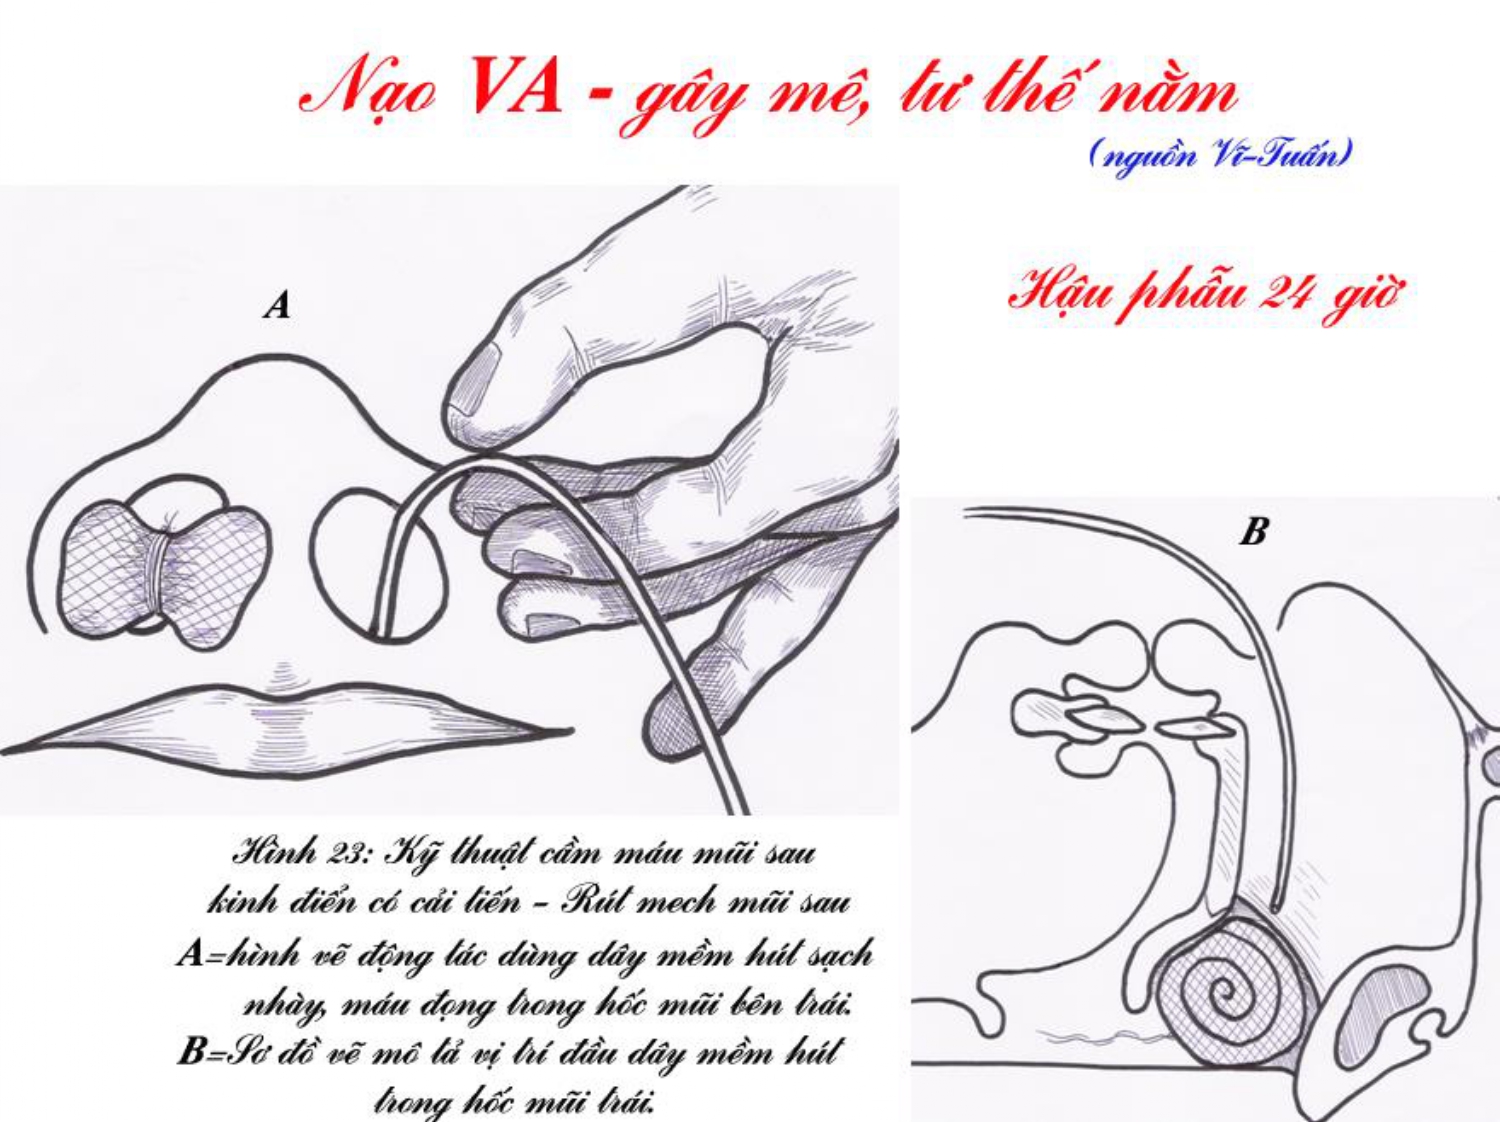 Nạo VA - gây mê, tư thế nằm
(nguồn Vĩ-Tuấn)
Hậu phẫu 24 giờ
A
B
Hình 23: Kỹ thuật cầm máu mũi sau
kinh điển có cải tiến - Rút mech mũi sau
A=hình vẽ động tác dùng dây mềm hút sạch
nhày, máu đọng trong hốc mũi bên trái.
B=Sơ đồ vẽ mô tả vị trí đầu dây mềm hút
trong hốc mũi trái.